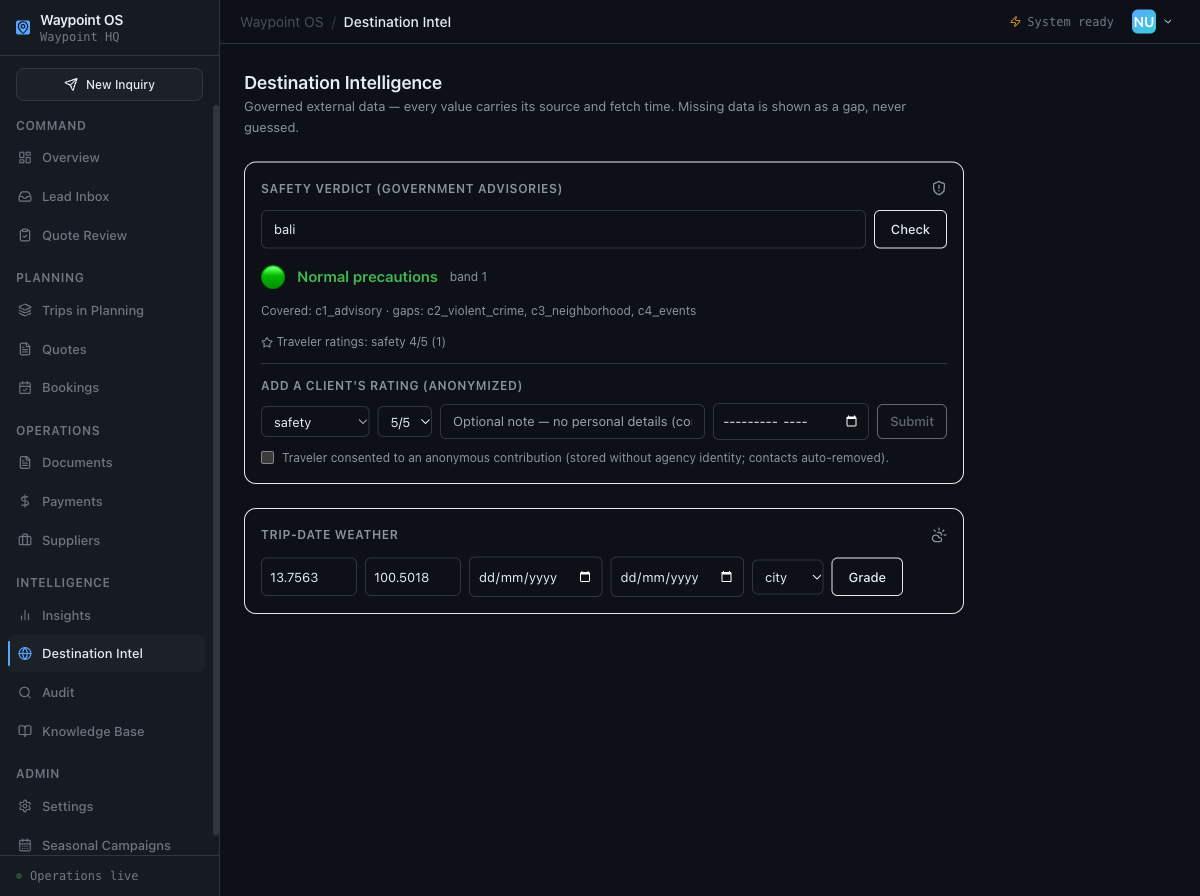 Waypoint OS
Waypoint HQ
New Inquiry
COMMAND
Overview
Lead Inbox
Quote Review
PLANNING
Trips in Planning
Quotes
Bookings
OPERATIONS
Documents
Payments
Suppliers
INTELLIGENCE
Insights
Destination Intel
Audit
Knowledge Base
ADMIN
Settings
Seasonal Campaigns
Operations live
Waypoint OS / Destination Intel
System ready
NU
Destination Intelligence
Governed external data — every value carries its source and fetch time. Missing data is shown as a gap, never
guessed.
SAFETY VERDICT (GOVERNMENT ADVISORIES)
bali
Check
Normal precautions band 1
Covered: c1_advisory · gaps: c2_violent_crime, c3_neighborhood, c4_events
Traveler ratings: safety 4/5 (1)
ADD A CLIENT'S RATING (ANONYMIZED)
safety 5/5 Optional note — no personal details (co --------- ---- Submit
Traveler consented to an anonymous contribution (stored without agency identity; contacts auto-removed).
TRIP-DATE WEATHER
13.7563 100.5018 dd/mm/yyyy dd/mm/yyyy city Grade